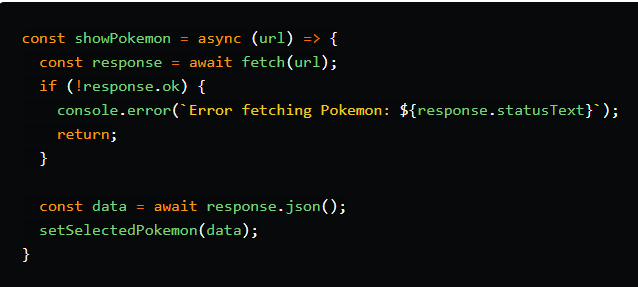 const showPokemon = async (url) => {
  const response = await fetch(url);
  if (!response.ok) {
    console.error(`Error fetching Pokemon: ${response.statusText}`);
    return;
  }

  const data = await response.json();
  setSelectedPokemon(data);
}